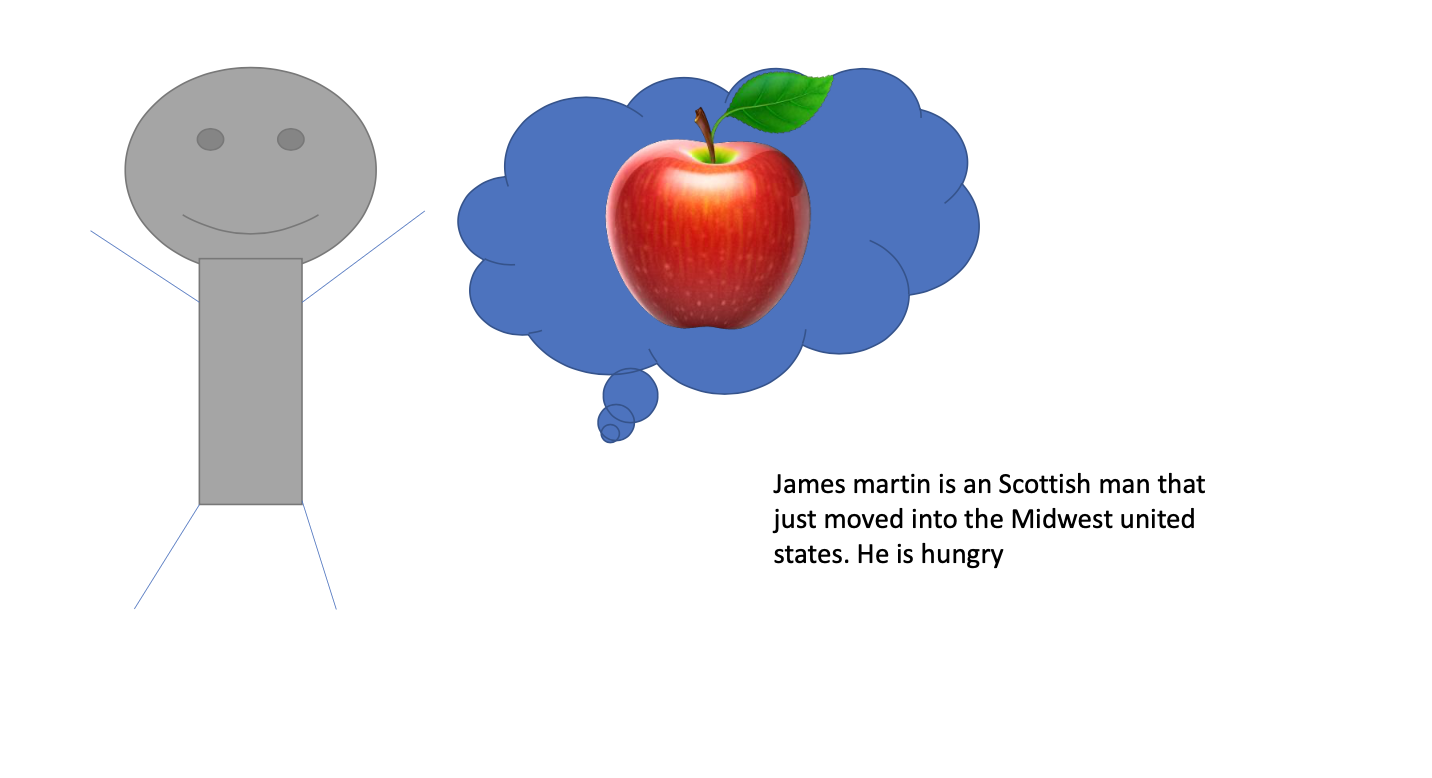 James martin is an Scottish man that
just moved into the Midwest united
states. He is hungry